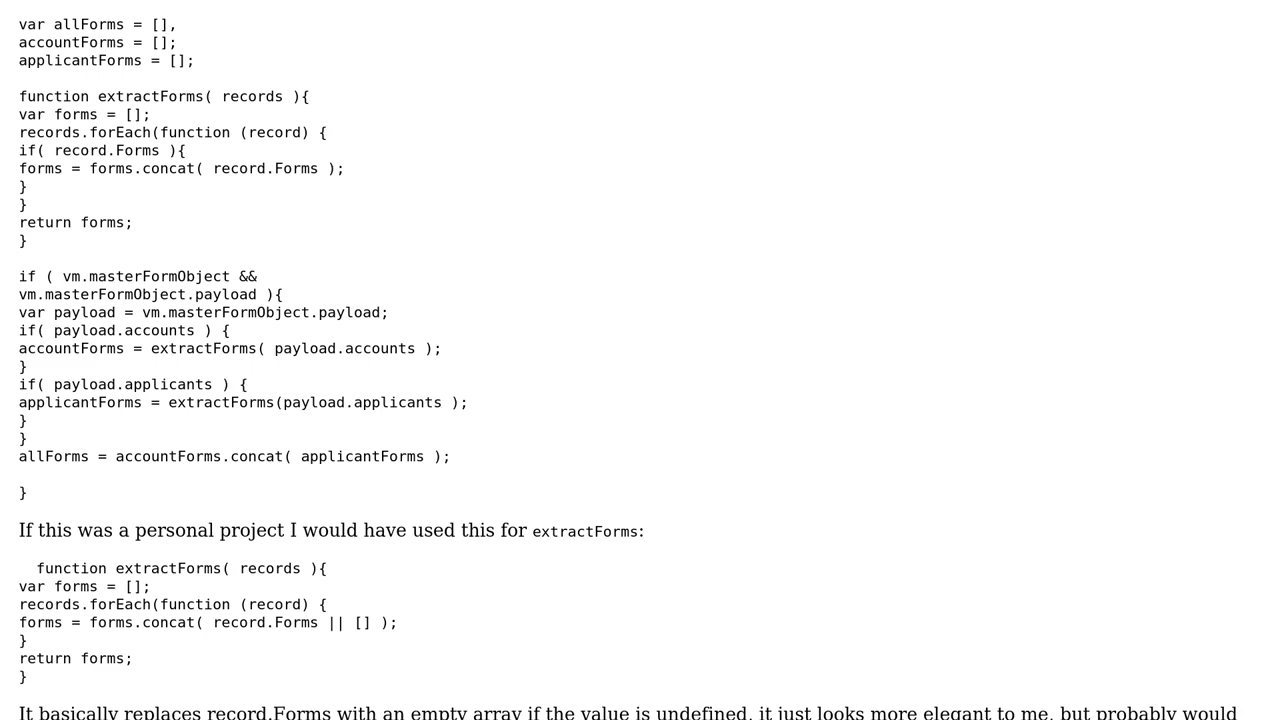 var allForms = [],
accountForms = [];
applicantForms = [];
function extractForms( records ){
var forms = [];
records.forEach(function (record) {
if( record.Forms ){
forms = forms.concat( record.Forms );
}
}
return forms;
}
if ( vm.masterFormObject &&
vm.masterFormObject.payload ){
var payload = vm.masterFormObject.payload;
if( payload.accounts ) {
accountForms = extractForms( payload.accounts );
}
if( payload.applicants ) {
applicantForms = extractForms(payload.applicants );
}
}
allForms = accountForms.concat( applicantForms );
}
If this was a personal project I would have used this for extractForms:
function extractForms( records ){
var forms = [];
records.forEach(function (record) {
forms = forms.concat( record.Forms || [] );
}
return forms;
}
It basically replaces record.Forms with an empty array if the value is undefined, it just looks more elegant to me, but probably would